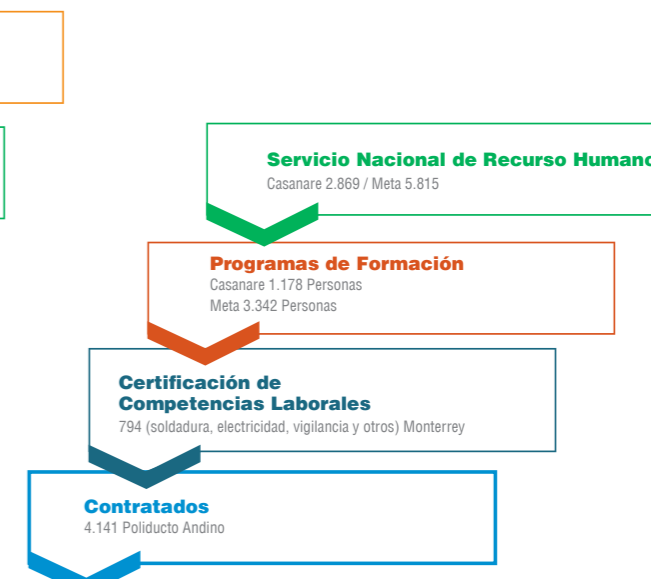 Servicio Nacional de Recurso Humano
Casanare 2.869 / Meta 5.815
Programas de Formación
Casanare 1.178 Personas
Meta 3.342 Personas
Certificación de
Competencias Laborales
794 (soldadura, electricidad, vigilancia y otros) Monterrey
Contratados
4.141 Poliducto Andino